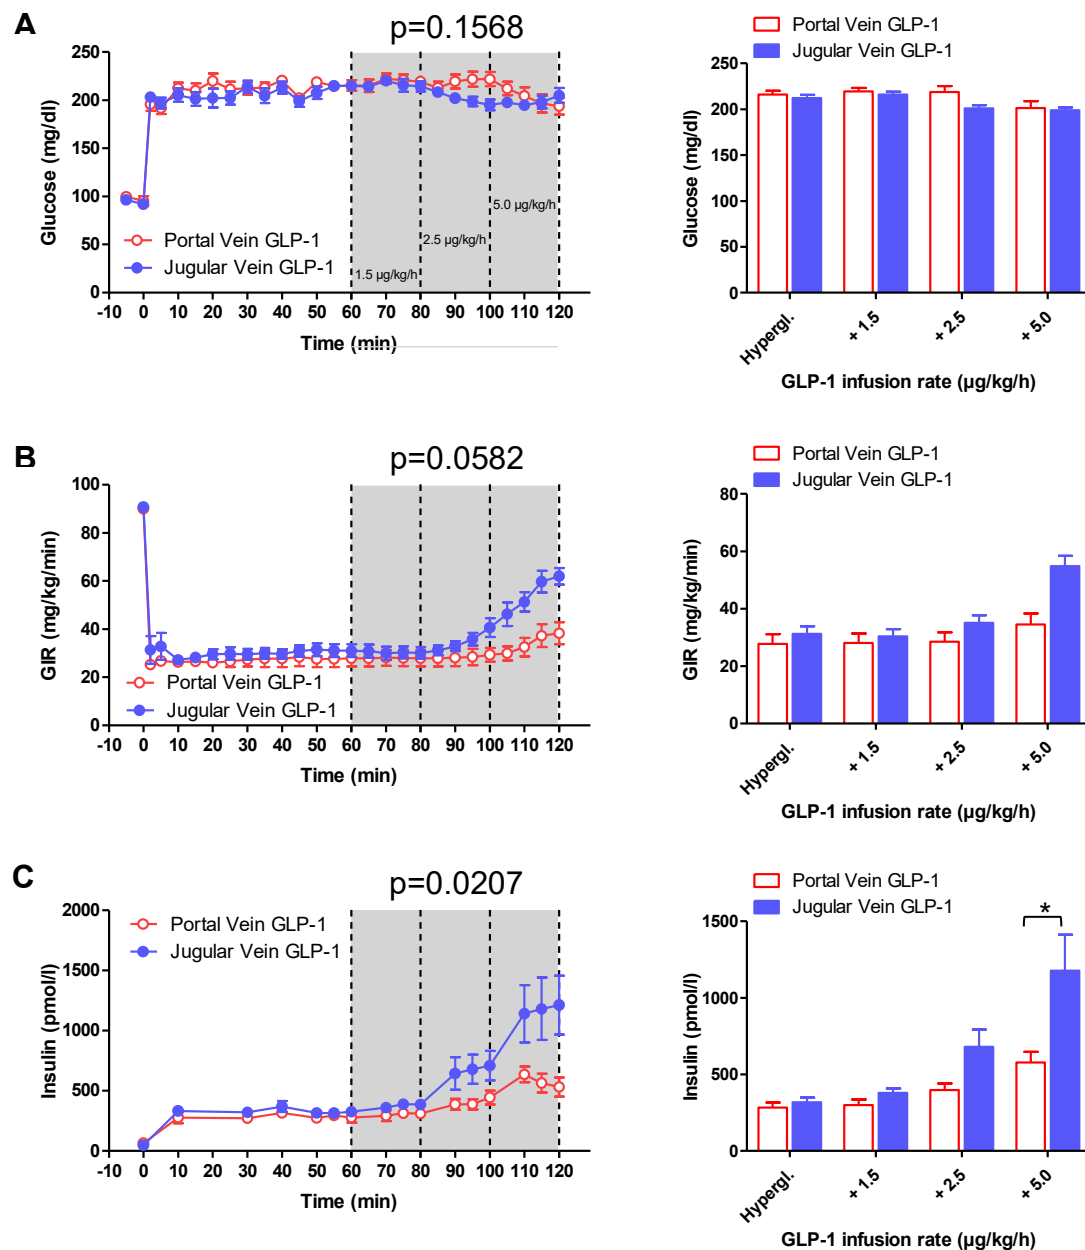 A
p=0.1568
250
200
150
100
50
0
Glucose (mg/dl)
5.0 µg/kg/h
2.5 µg/kg/h
1.5 µg/kg/h
Portal Vein GLP-1
Jugular Vein GLP-1
-10 0 10 20 30 40 50 60 70 80 90 100 110 120
Time (min)
Portal Vein GLP-1
Jugular Vein GLP-1
250
200
150
100
50
0
Glucose (mg/dl)
Hypergl. + 1.5 + 2.5 + 5.0
GLP-1 infusion rate (µg/kg/h)
B
p=0.0582
100
80
60
40
20
0
GIR (mg/kg/min)
Portal Vein GLP-1
Jugular Vein GLP-1
-10 0 10 20 30 40 50 60 70 80 90 100 110 120
Time (min)
Portal Vein GLP-1
Jugular Vein GLP-1
80
60
40
20
0
GIR (mg/kg/min)
Hypergl. + 1.5 + 2.5 + 5.0
GLP-1 infusion rate (µg/kg/h)
C
p=0.0207
2000
1500
1000
500
0
Insulin (pmol/l)
Portal Vein GLP-1
Jugular Vein GLP-1
-10 0 10 20 30 40 50 60 70 80 90 100 110 120
Time (min)
Portal Vein GLP-1
Jugular Vein GLP-1
1500
1000
500
0
Insulin (pmol/l)
*
Hypergl. + 1.5 + 2.5 + 5.0
GLP-1 infusion rate (µg/kg/h)